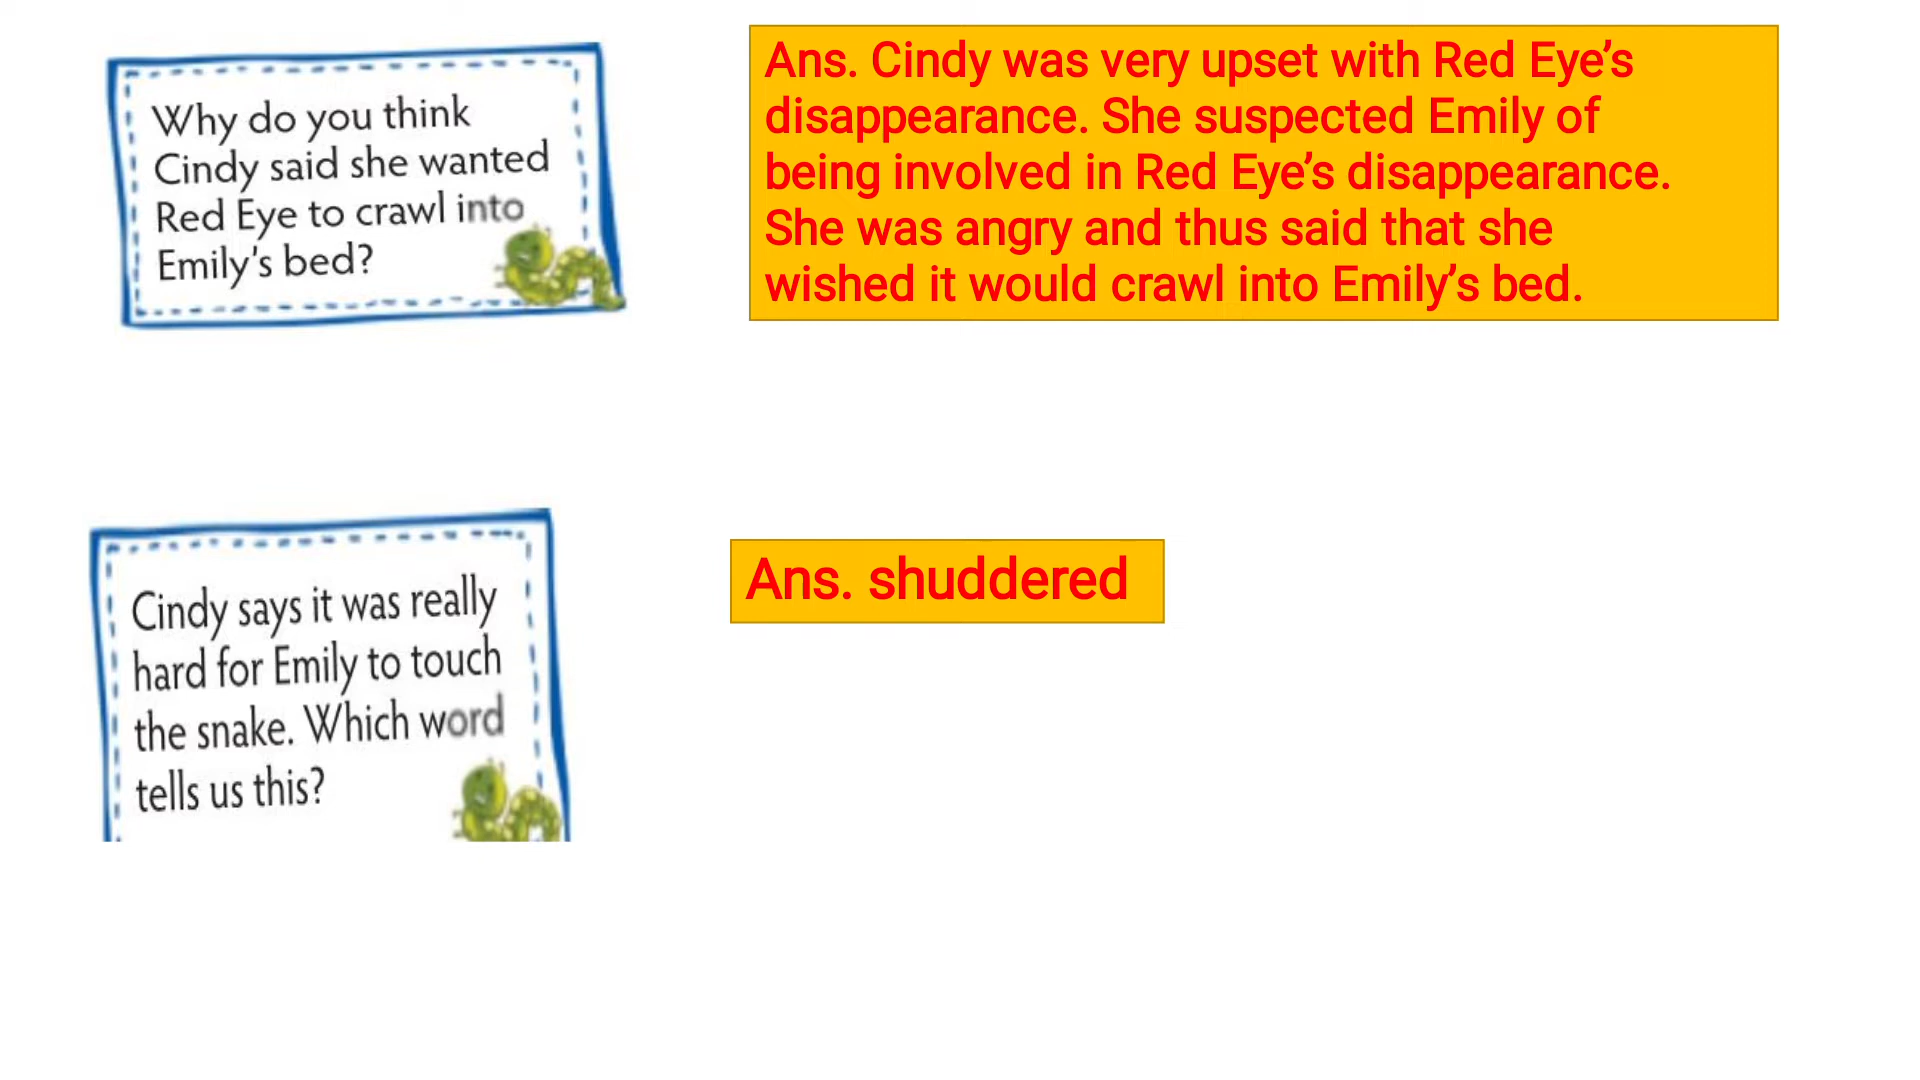 Why do you think
Cindy said she wanted
Red Eye to crawl into
Emily's bed?
Ans. Cindy was very upset with Red Eye’s
disappearance. She suspected Emily of
being involved in Red Eye’s disappearance.
She was angry and thus said that she
wished it would crawl into Emily’s bed.
Cindy says it was really
hard for Emily to touch
the snake. Which word
tells us this?
Ans. shuddered